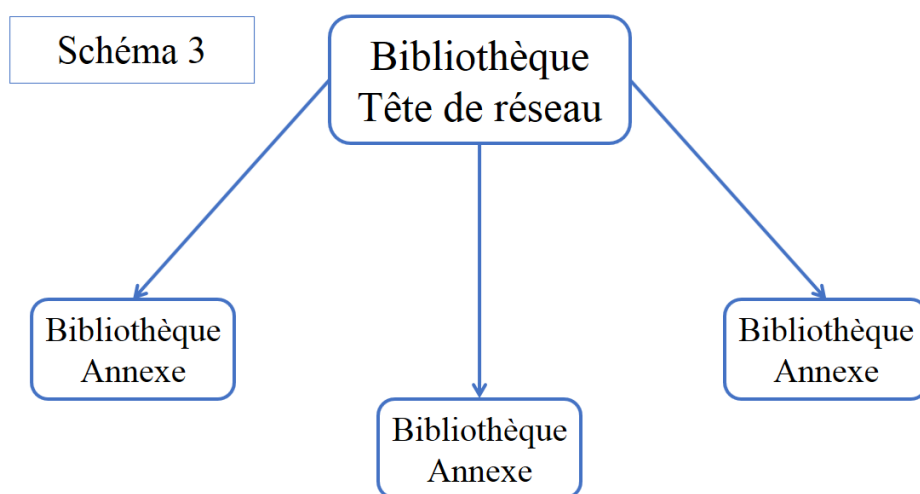 Schéma 3
Bibliothèque
Tête de réseau
Bibliothèque
Annexe
Bibliothèque
Annexe
Bibliothèque
Annexe